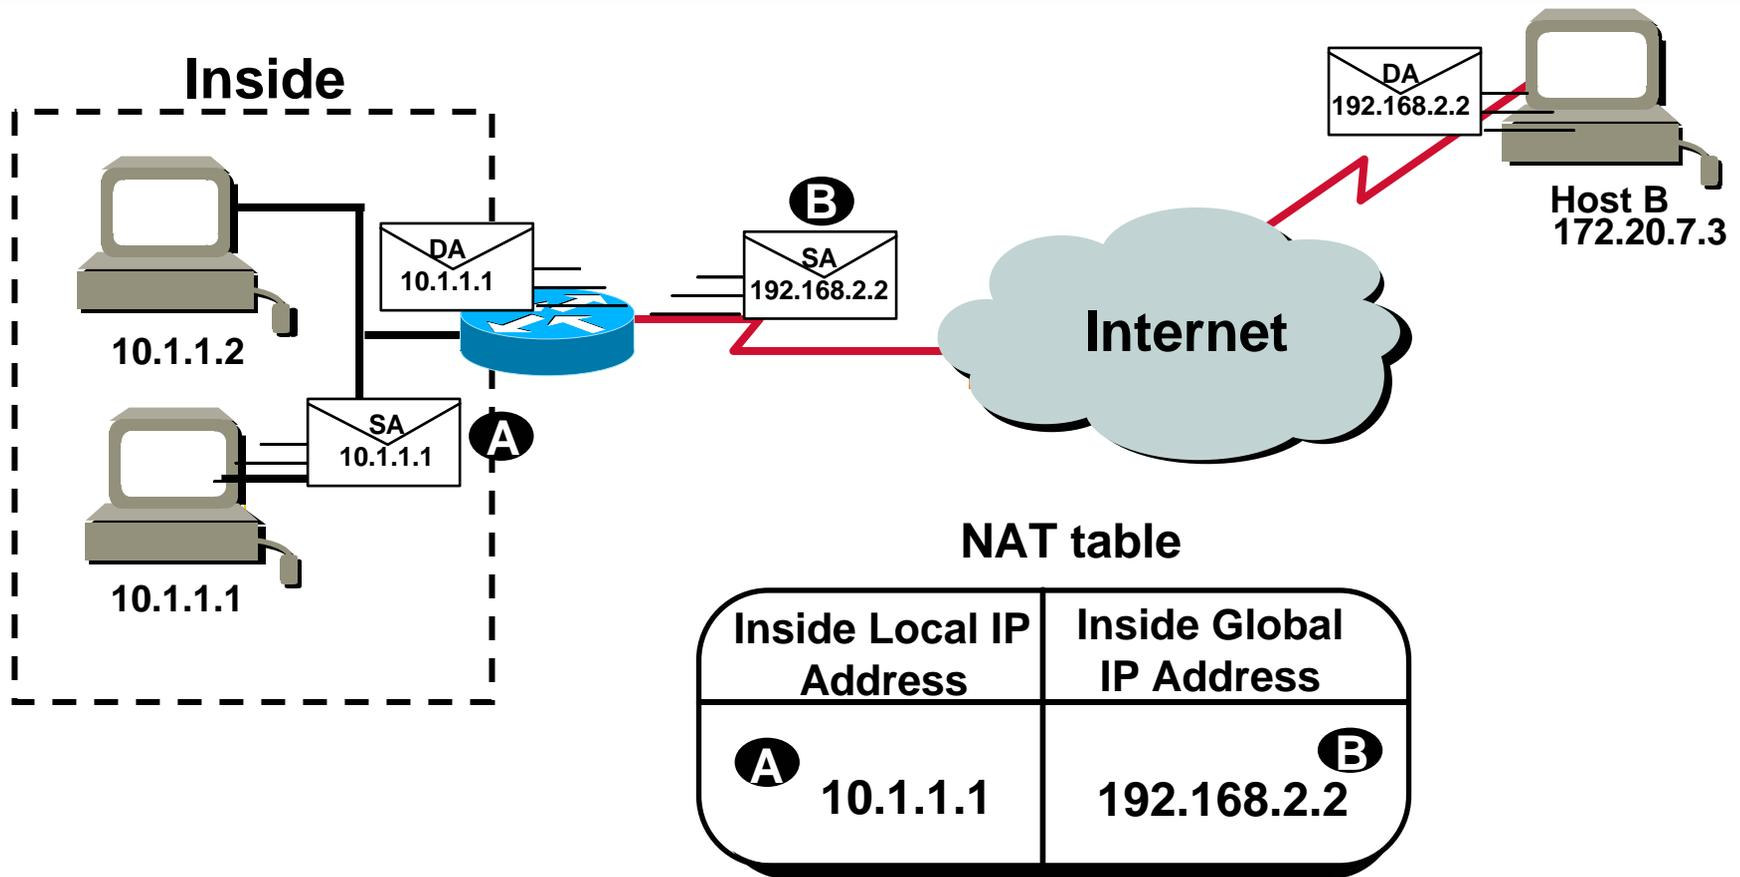 Inside
DA
192.168.2.2
Host B
172.20.7.3
B
DA
10.1.1.1
SA
192.168.2.2
Internet
10.1.1.2
SA
10.1.1.1
A
10.1.1.1
NAT table
Inside Local IP
Address
Inside Global
IP Address
A
10.1.1.1
B
192.168.2.2